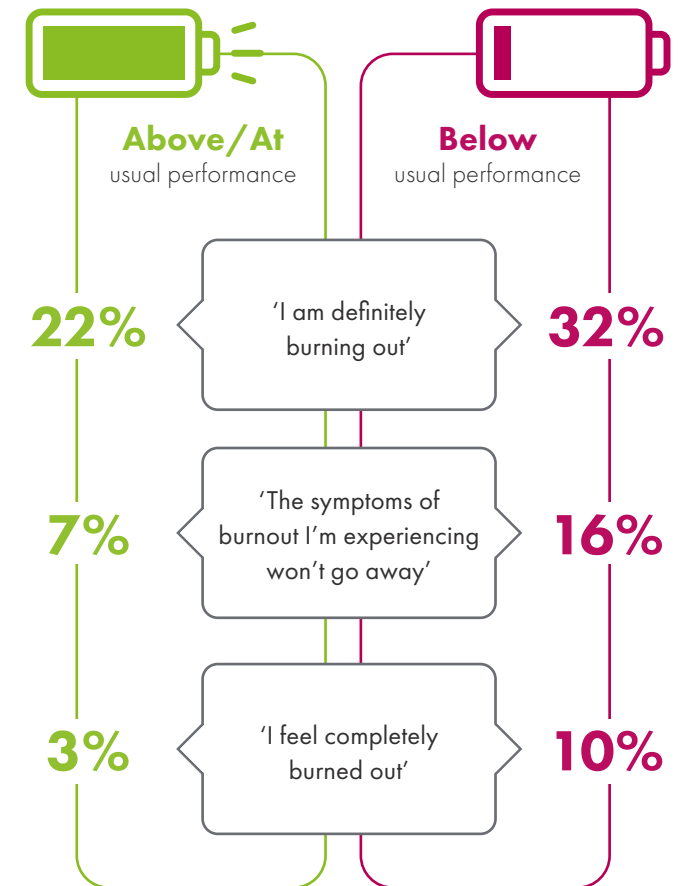 Above/At
usual performance
Below
usual performance
22%
‘I am definitely
burning out’
32%
7%
‘The symptoms of
burnout I’m experiencing
won’t go away’
16%
3%
‘I feel completely
burned out’
10%